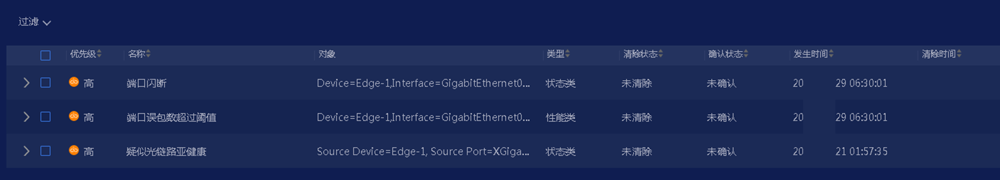 过滤
优先级 名称 对象 类型 清除状态 确认状态 发生时间 清除时间
高 端口闪断 Device=Edge-1,Interface=GigabitEthernet0... 状态类 未清除 未确认 20 29 06:30:01
高 端口误包数超过阈值 Device=Edge-1,Interface=GigabitEthernet0... 性能类 未清除 未确认 20 29 06:30:01
高 疑似光链路亚健康 Source Device=Edge-1, Source Port=XGiga... 状态类 未清除 未确认 20 21 01:57:35